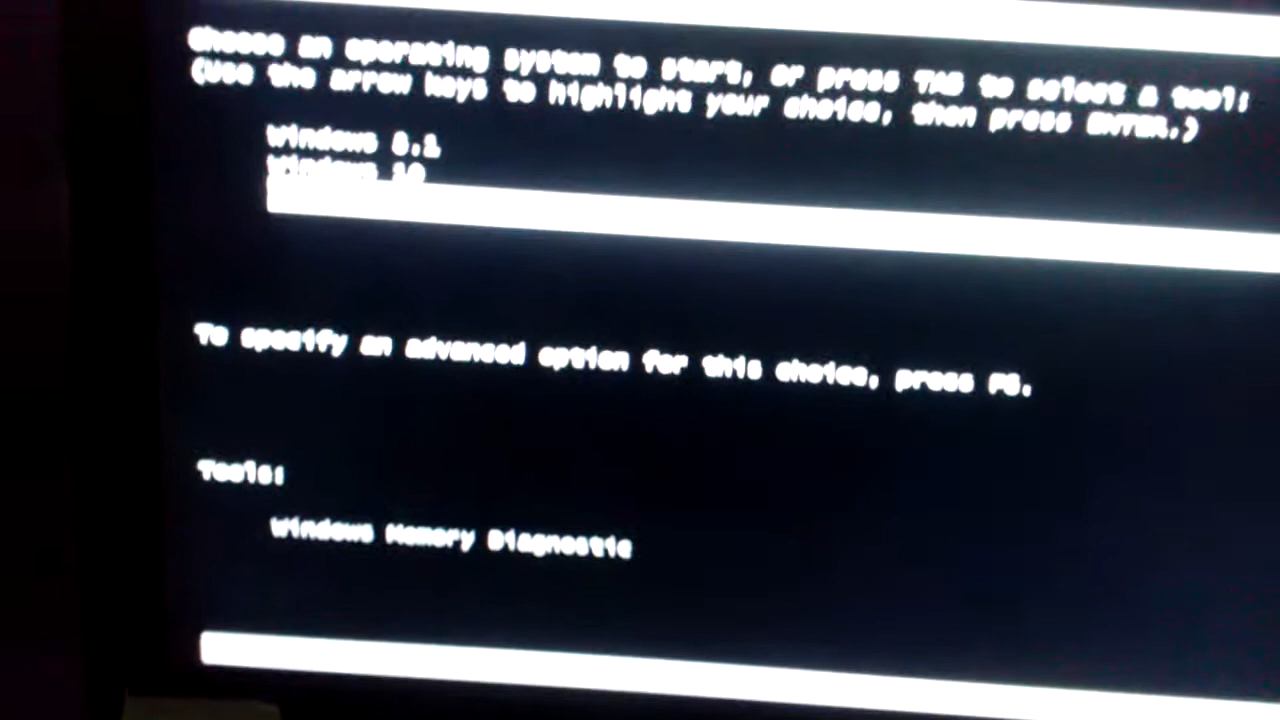 Choose an operating system to start, or press TAB to select a tool:
(Use the arrow keys to highlight your choice, then press ENTER.)
Windows 8.1
Windows 10
To specify an advanced option for this choice, press F8.
Tools:
Windows Memory Diagnostic